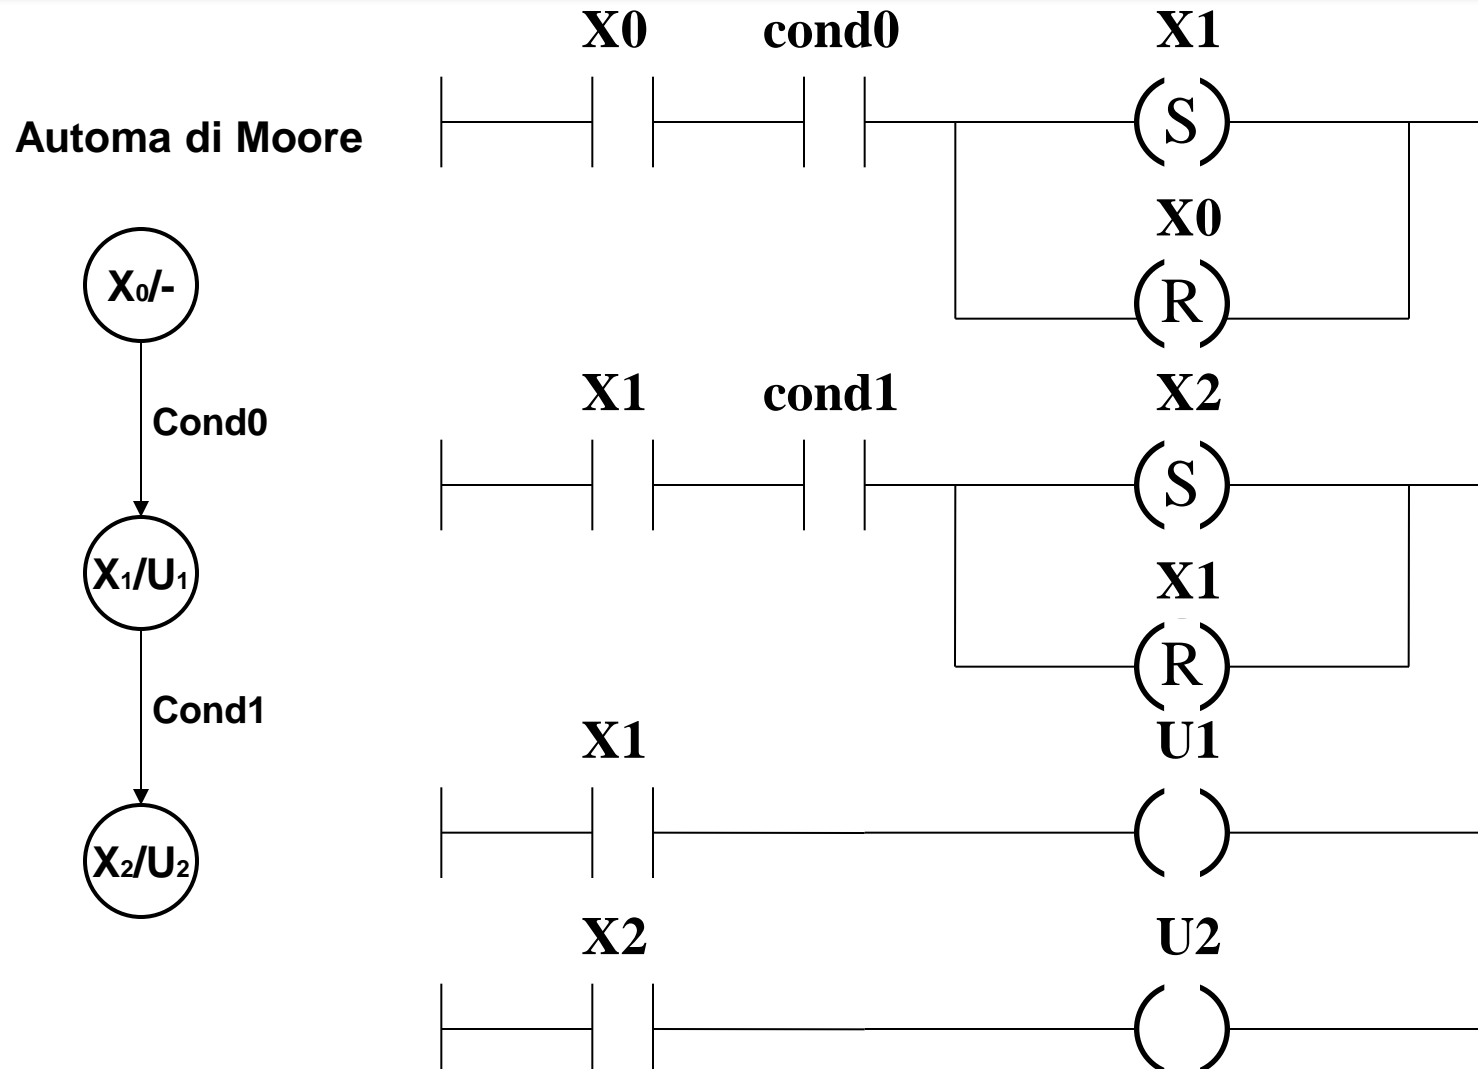 X0 cond0 X1
S
Automa di Moore
X0
R
X₀/-
Cond0
X1 cond1 X2
S
X₁/U₁
X1
R
Cond1
X1 U1
X₂/U₂
X2 U2